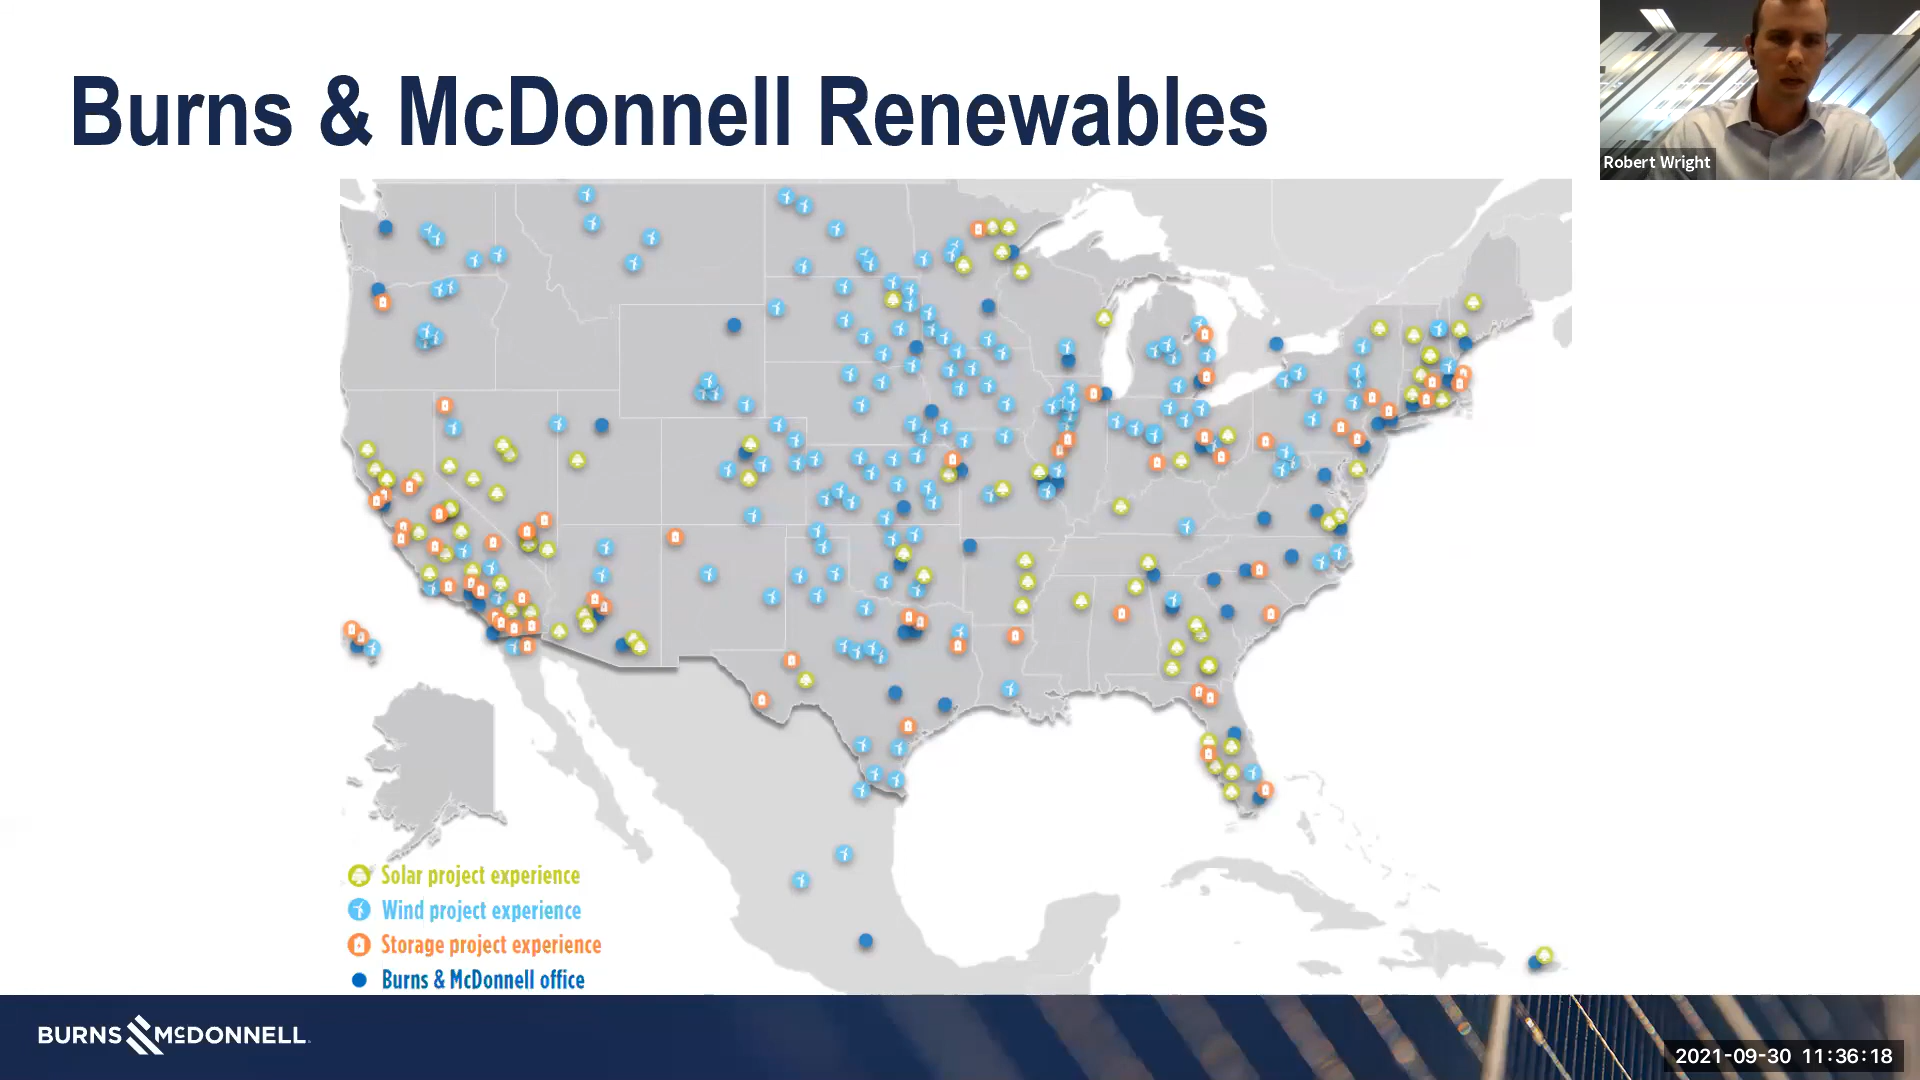 Burns & McDonnell Renewables
Robert Wright
Solar project experience
Wind project experience
Storage project experience
Burns & McDonnell office
BURNS McDONNELL.
2021-09-30 11:36:18